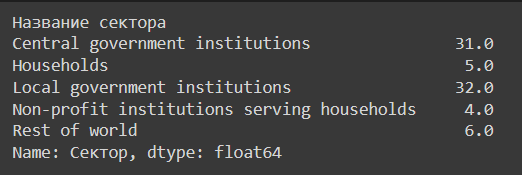 Название сектора
Central government institutions 31.0
Households 5.0
Local government institutions 32.0
Non-profit institutions serving households 4.0
Rest of world 6.0
Name: Сектор, dtype: float64